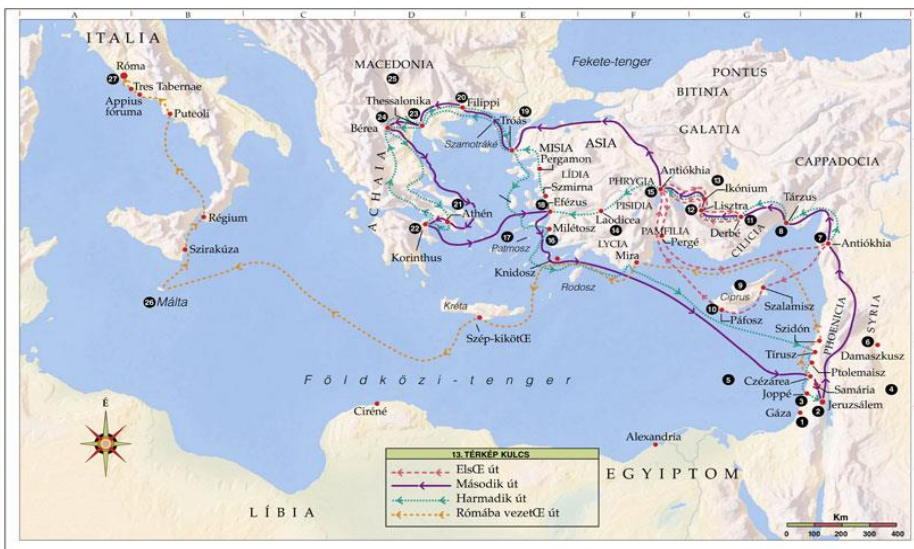 A
B
C
D
E
F
G
H
ITALIA
Róma
27
Tres Tabernae
Appius
fóruma
Puteoli
Régium
Szirakúza
26
Málta
MACEDONIA
25
Thessalonika
24
23
20
Filippi
19
Bérea
Szamotráké
Tróás
Fekete-tenger
PONTUS
BITINIA
GALATIA
CAPPADOCIA
ASIA
MISIA
Pergamon
LÍDIA
Szmirna
18
Efézus
ACHAIA
21
Athén
22
Korinthus
17
Patmosz
Milétosz
16
Knidosz
Rodosz
PHRYGIA
15
Antiókhia
13
Ikónium
PISIDIA
12
Lisztra
Laodicea
14
PAMFILIA
Pergé
LYCIA
Mira
11
Derbé
CILICIA
Tárzus
8
7
Antiókhia
9
Ciprus
Szalamisz
10
Páfosz
SYRIA
PHOENICIA
Szidón
6
Damaszkusz
Tírusz
Ptolemaisz
5
Czézárea
Samária
4
Joppé
3
Jeruzsálem
2
Gáza
1
Kréta
Szép-kikötŒ
Földközi-tenger
Ciréné
Alexandria
EGYIPTOM
LÍBIA
É
13. TÉRKÉP KULCS
ElsŒ út
Második út
Harmadik út
Rómába vezetŒ út
Km
0 100 200 300 400